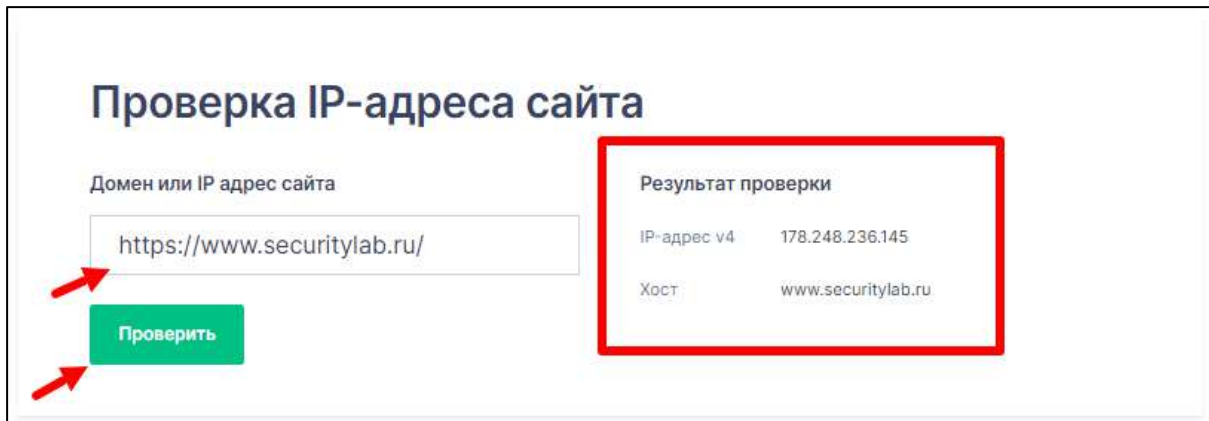 Проверка IP-адреса сайта
Домен или IP адрес сайта
https://www.securitylab.ru/
Проверить
Результат проверки
IP-адрес v4 178.248.236.145
Хост www.securitylab.ru